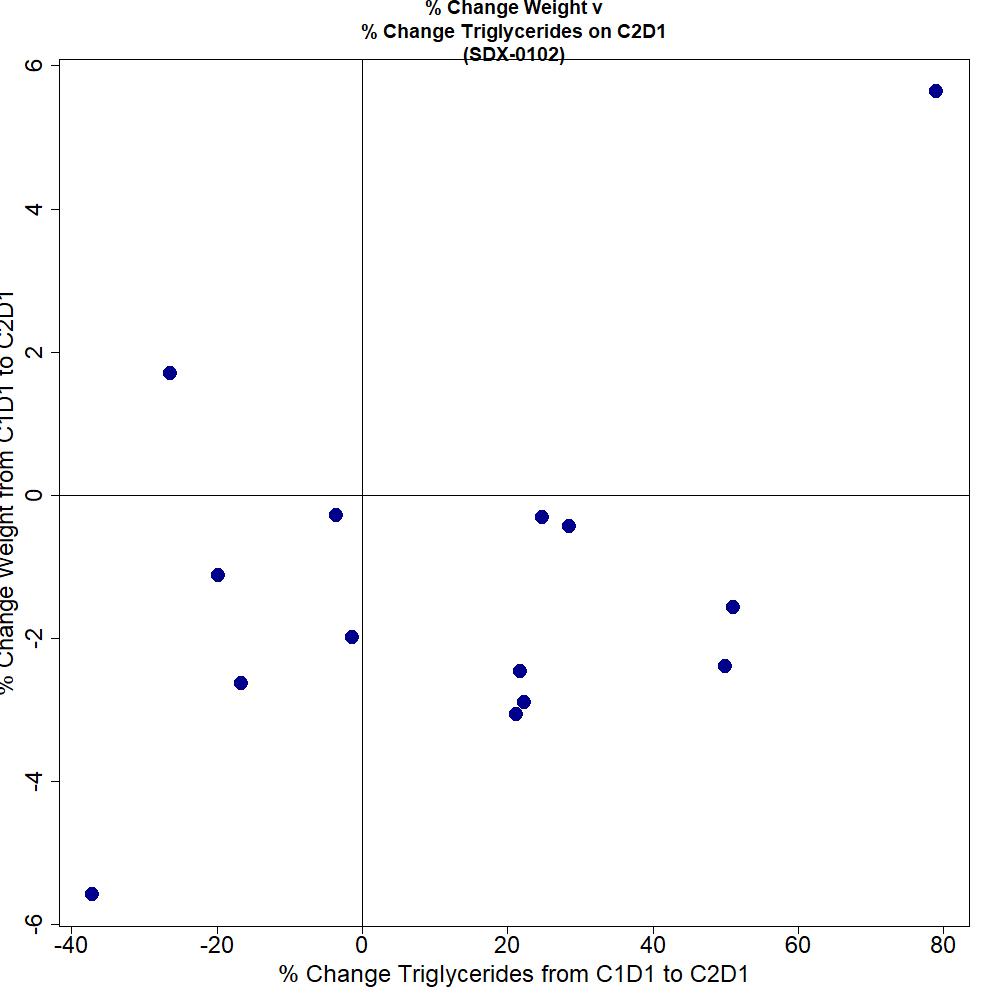 % Change Weight v
% Change Triglycerides on C2D1
(SDX-0102)
% Change Weight from C1D1 to C2D1
6
4
2
0
-2
-4
-6
-40 -20 0 20 40 60 80
% Change Triglycerides from C1D1 to C2D1